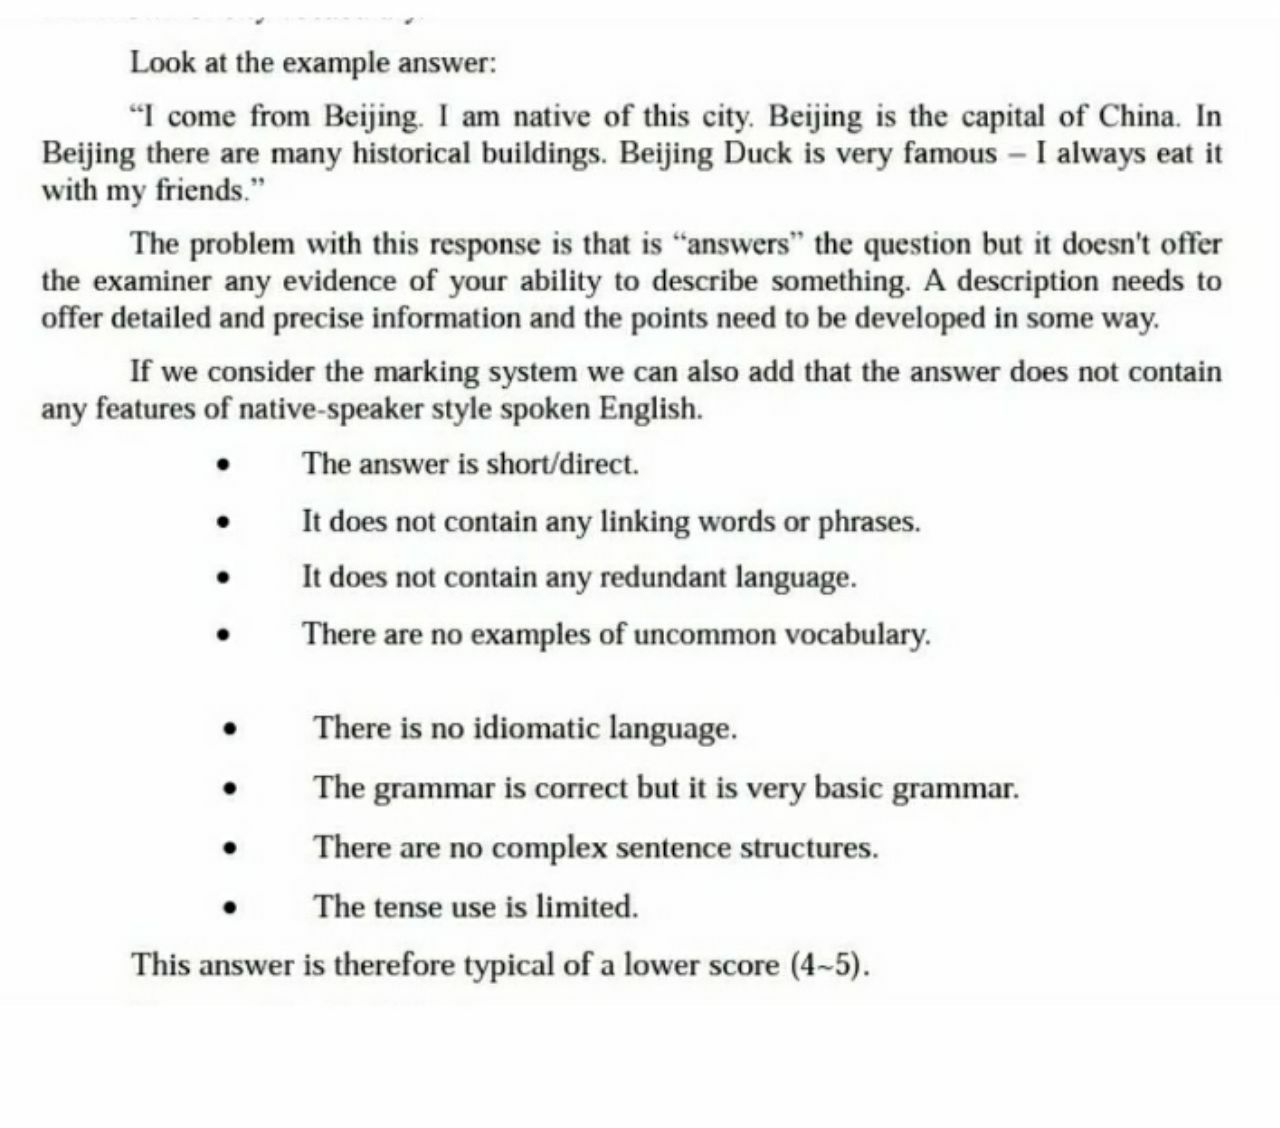 Look at the example answer:
“I come from Beijing. I am native of this city. Beijing is the capital of China. In
Beijing there are many historical buildings. Beijing Duck is very famous – I always eat it
with my friends.”
The problem with this response is that is “answers” the question but it doesn't offer
the examiner any evidence of your ability to describe something. A description needs to
offer detailed and precise information and the points need to be developed in some way.
If we consider the marking system we can also add that the answer does not contain
any features of native-speaker style spoken English.
• The answer is short/direct.
• It does not contain any linking words or phrases.
• It does not contain any redundant language.
• There are no examples of uncommon vocabulary.
• There is no idiomatic language.
• The grammar is correct but it is very basic grammar.
• There are no complex sentence structures.
• The tense use is limited.
This answer is therefore typical of a lower score (4~5).